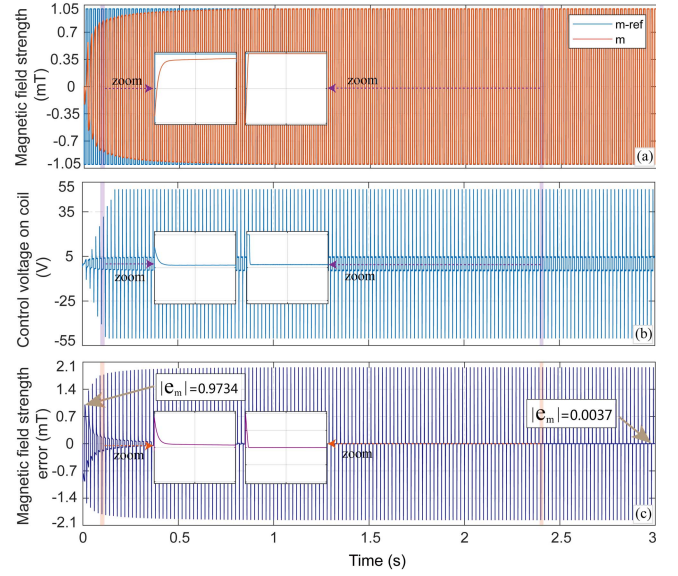 Magnetic field strength
(mT)
1.05
0.7
0.35
0
-0.35
-0.7
-1.05
zoom
zoom
m-ref
m
(a)
Control voltage on coil
(V)
55
35
5
-25
-55
zoom
zoom
(b)
Magnetic field strength
error (mT)
2.1
1.4
0.7
0
-0.7
-1.4
-2.1
|em|=0.9734
|em|=0.0037
zoom
zoom
(c)
0 0.5 1 1.5 2 2.5 3
Time (s)